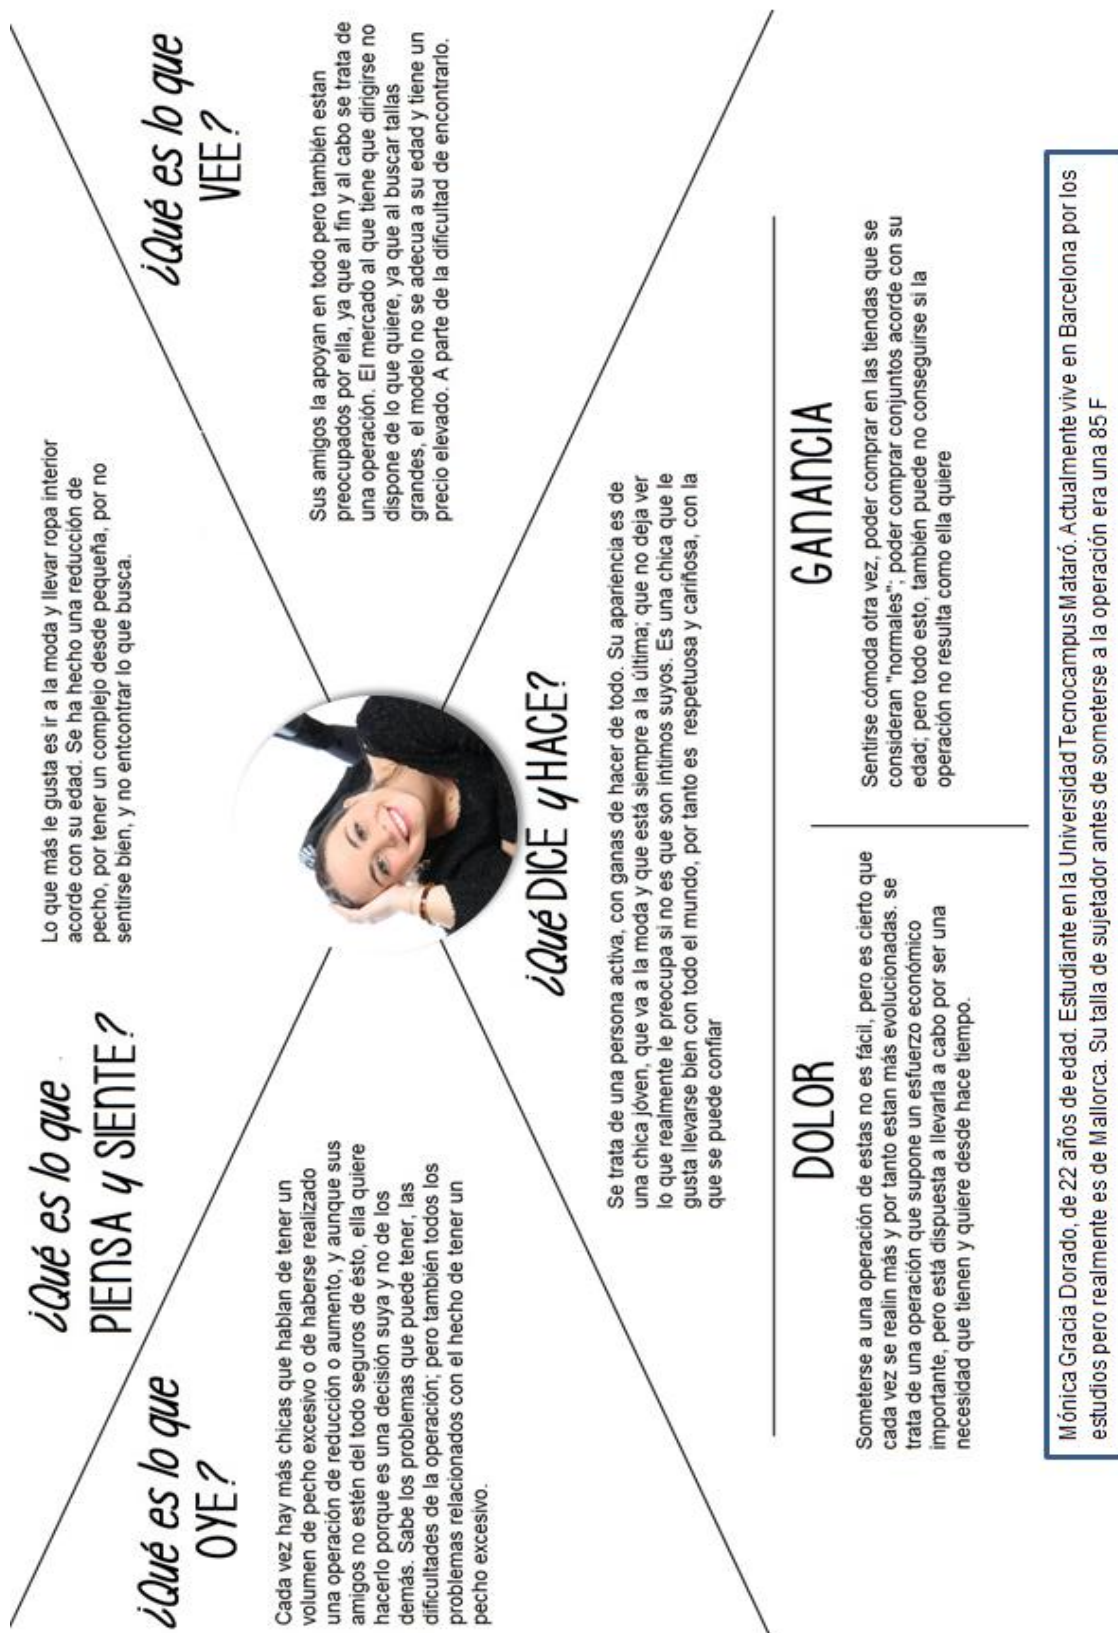 ¿Qué es lo que
PIENSA y SIENTE?
Lo que más le gusta es ir a la moda y llevar ropa interior
acorde con su edad. Se ha hecho una reducción de
pecho, por tener un complejo desde pequeña, por no
sentirse bien, y no entcontrar lo que busca.
¿Qué es lo que
OYE?
Cada vez hay más chicas que hablan de tener un
volumen de pecho excesivo o de haberse realizado
una operación de reducción o aumento, y aunque sus
amigos no estén del todo seguros de ésto, ella quiere
hacerlo porque es una decisión suya y no de los
demás. Sabe los problemas que puede tener, las
dificultades de la operación; pero también todos los
problemas relacionados con el hecho de tener un
pecho excesivo.
¿Qué es lo que
VEE?
Sus amigos la apoyan en todo pero también estan
preocupados por ella, ya que al fin y al cabo se trata de
una operación. El mercado al que tiene que dirigirse no
dispone de lo que quiere, ya que al buscar tallas
grandes, el modelo no se adecua a su edad y tiene un
precio elevado. A parte de la dificultad de encontrarlo.
¿Qué DICE y HACE?
Se trata de una persona activa, con ganas de hacer de todo. Su apariencia es de
una chica jóven, que va a la moda y que está siempre a la última; que no deja ver
lo que realmente le preocupa si no es que son íntimos suyos. Es una chica que le
gusta llevarse bien con todo el mundo, por tanto es respetuosa y cariñosa, con la
que se puede confiar
DOLOR
Someterse a una operación de estas no es fácil, pero es cierto que
cada vez se realin más y por tanto estan más evolucionadas. se
trata de una operación que supone un esfuerzo económico
importante, pero está dispuesta a llevarla a cabo por ser una
necesidad que tienen y quiere desde hace tiempo.
GANANCIA
Sentirse cómoda otra vez, poder comprar en las tiendas que se
consideran "normales"; poder comprar conjuntos acorde con su
edad; pero todo esto, también puede no conseguirse si la
operación no resulta como ella quiere
Mónica Gracia Dorado, de 22 años de edad. Estudiante en la Universidad Tecnocampus Mataró. Actualmente vive en Barcelona por los
estudios pero realmente es de Mallorca. Su talla de sujetador antes de someterse a la operación era una 85 F